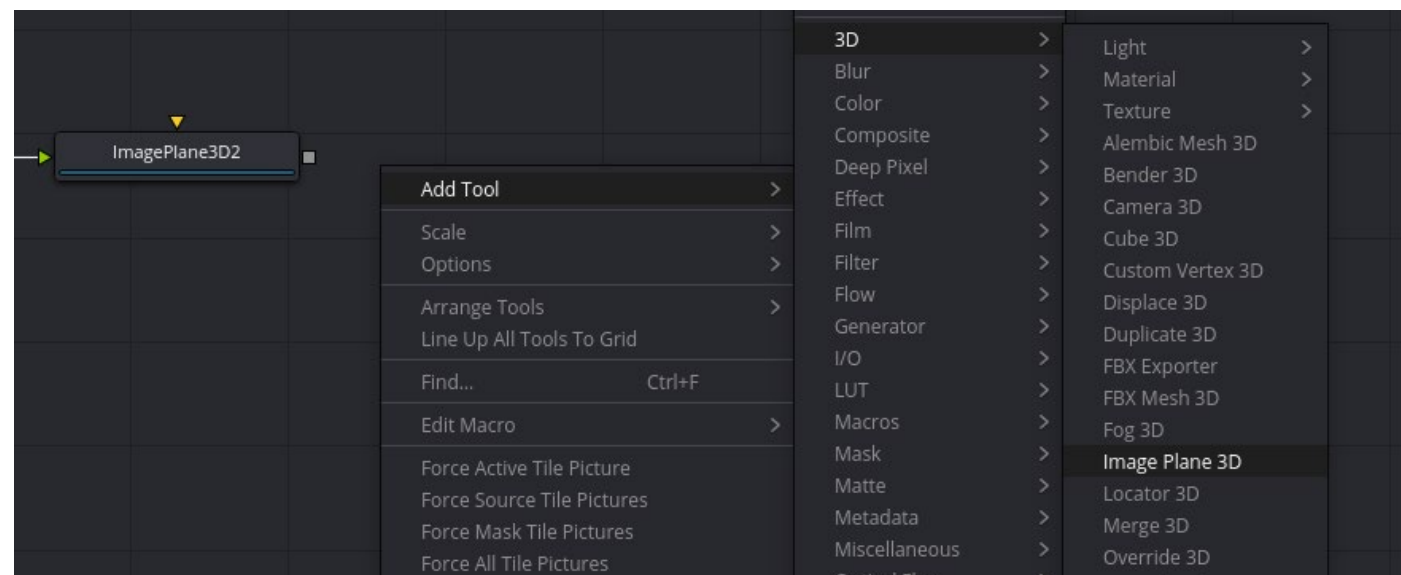 ImagePlane3D2
Add Tool
Scale
Options
Arrange Tools
Line Up All Tools To Grid
Find... Ctrl+F
Edit Macro
Force Active Tile Picture
Force Source Tile Pictures
Force Mask Tile Pictures
Force All Tile Pictures
3D
Blur
Color
Composite
Deep Pixel
Effect
Film
Filter
Flow
Generator
I/O
LUT
Macros
Mask
Matte
Metadata
Miscellaneous
Light
Material
Texture
Alembic Mesh 3D
Bender 3D
Camera 3D
Cube 3D
Custom Vertex 3D
Displace 3D
Duplicate 3D
FBX Exporter
FBX Mesh 3D
Fog 3D
Image Plane 3D
Locator 3D
Merge 3D
Override 3D